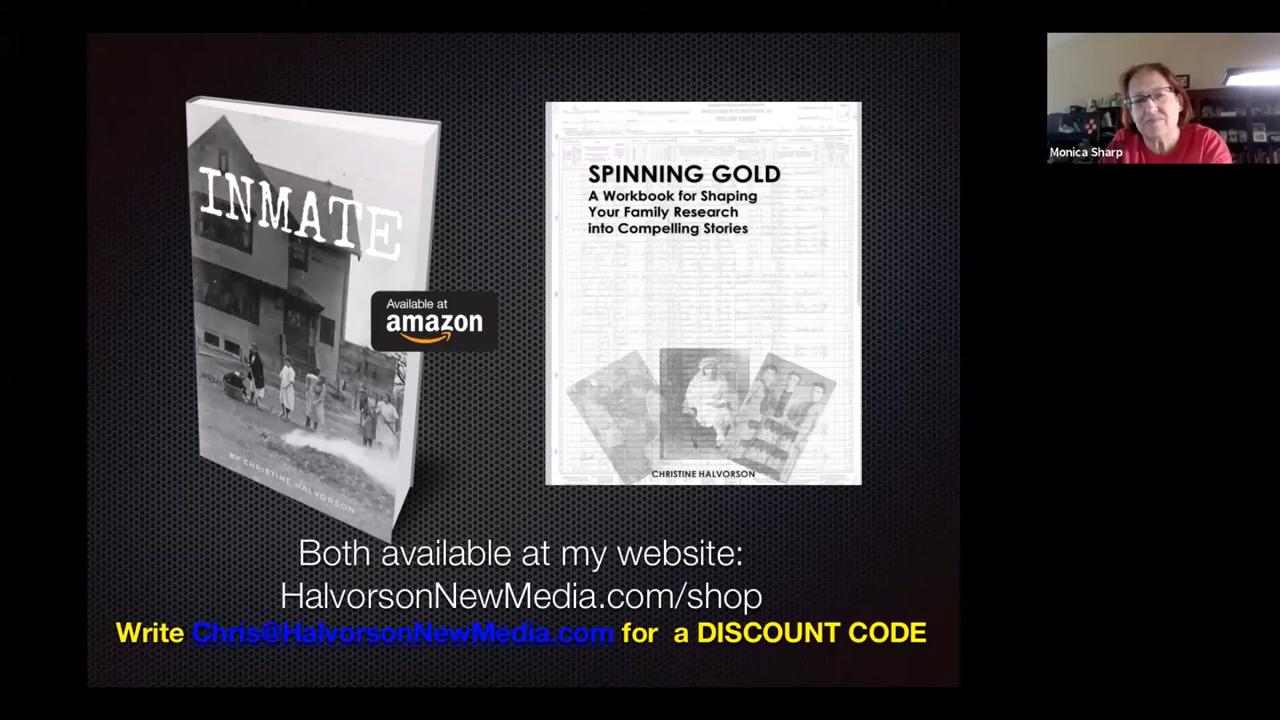 INMATE
BY CHRISTINE HALVORSON
Available at
amazon
SPINNING GOLD
A Workbook for Shaping
Your Family Research
into Compelling Stories
CHRISTINE HALVORSON
Both available at my website:
HalvorsonNewMedia.com/shop
Write Chris@HalvorsonNewMedia.com for a DISCOUNT CODE
Monica Sharp